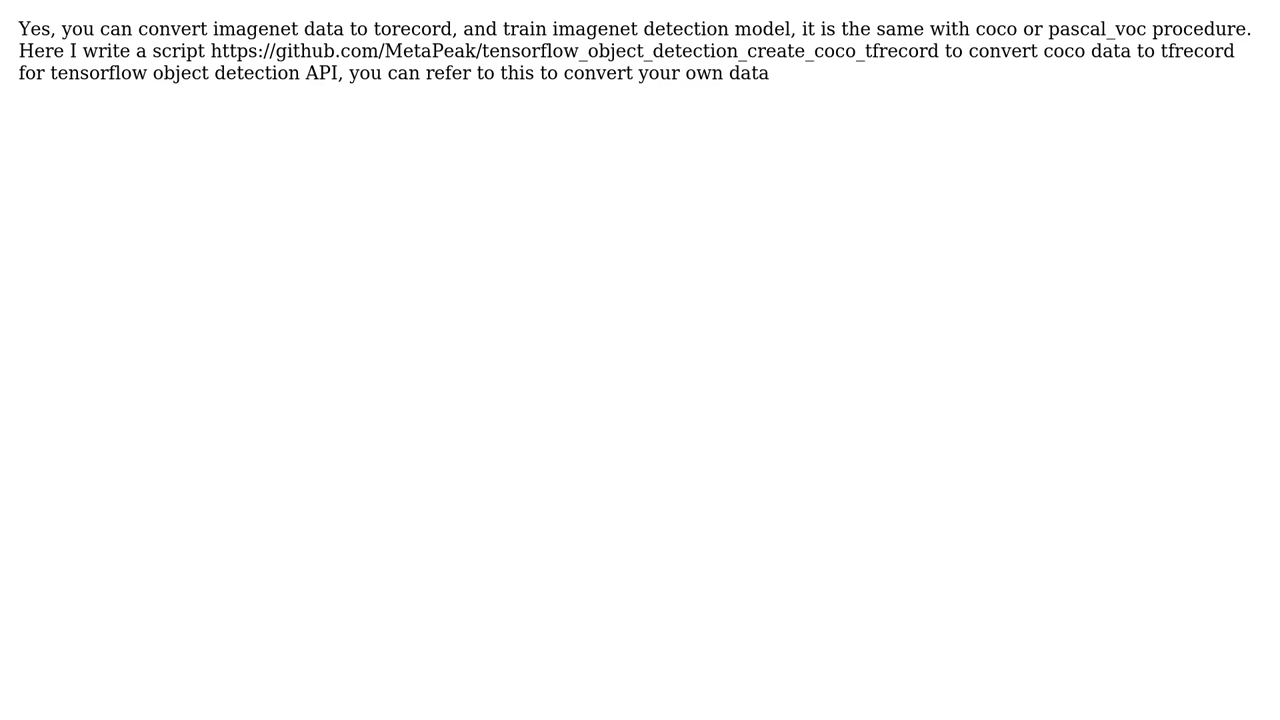 Yes, you can convert imagenet data to torecord, and train imagenet detection model, it is the same with coco or pascal_voc procedure.
Here I write a script https://github.com/MetaPeak/tensorflow_object_detection_create_coco_tfrecord to convert coco data to tfrecord
for tensorflow object detection API, you can refer to this to convert your own data